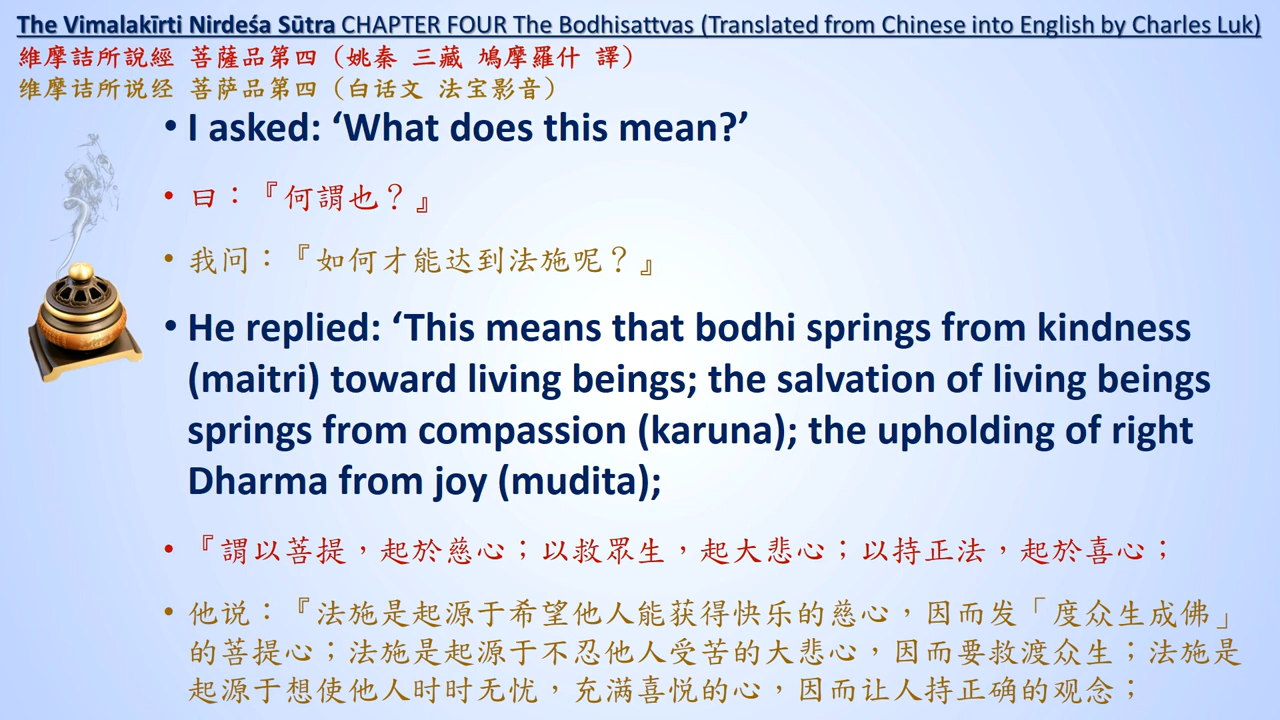 The Vimalakīrti Nirdeśa Sūtra CHAPTER FOUR The Bodhisattvas (Translated from Chinese into English by Charles Luk)
維摩詰所說經 菩薩品第四 (姚秦 三藏 鳩摩羅什 譯)
维摩诘所说经 菩萨品第四 (白话文 法宝影音)
• I asked: ‘What does this mean?’
• 曰：『何謂也？』
• 我问：『如何才能达到法施呢？』
• He replied: ‘This means that bodhi springs from kindness
(maitri) toward living beings; the salvation of living beings
springs from compassion (karuna); the upholding of right
Dharma from joy (mudita);
• 『謂以菩提，起於慈心；以救眾生，起大悲心；以持正法，起於喜心；
• 他说：『法施是起源于希望他人能获得快乐的慈心，因而发「度众生成佛」
的菩提心；法施是起源于不忍他人受苦的大悲心，因而要救渡众生；法施是
起源于想使他人时时无忧，充满喜悦的心，因而让人持正确的观念；